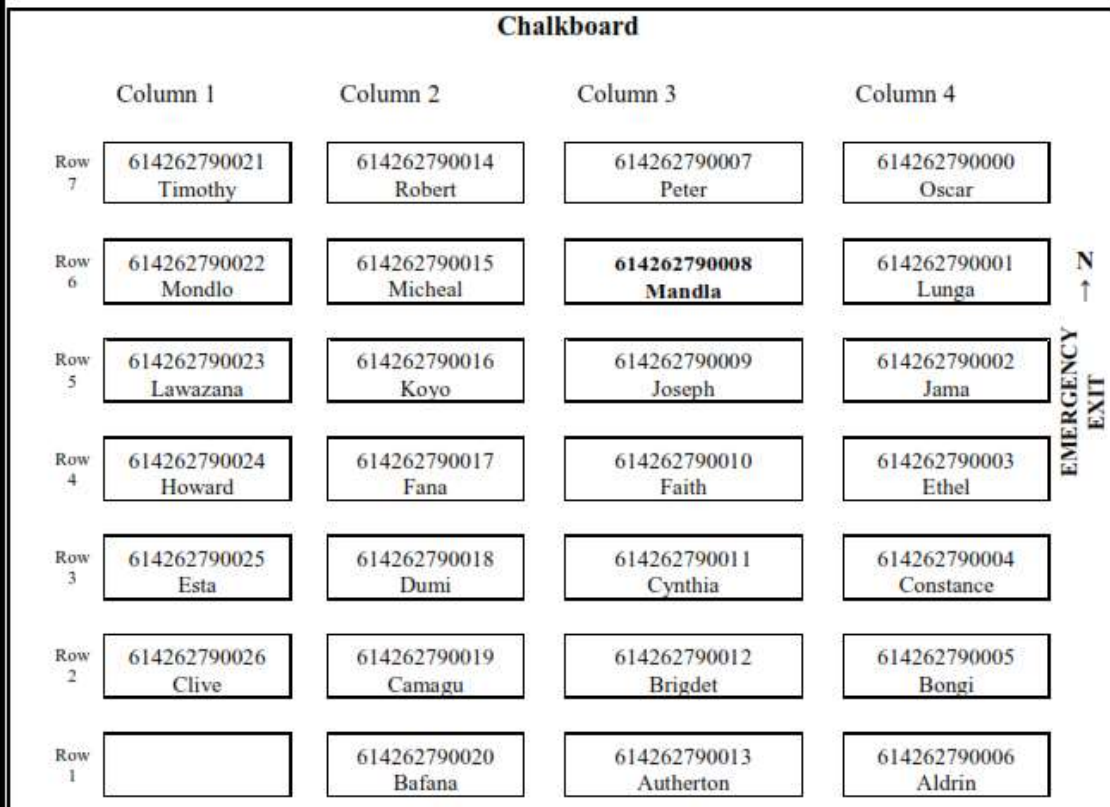 Chalkboard
Column 1 Column 2 Column 3 Column 4
Row 7
614262790021
Timothy
614262790014
Robert
614262790007
Peter
614262790000
Oscar
Row 6
614262790022
Mondlo
614262790015
Micheal
614262790008
Mandla
614262790001
Lunga
N
↑
Row 5
614262790023
Lawazana
614262790016
Koyo
614262790009
Joseph
614262790002
Jama
EMERGENCY
EXIT
Row 4
614262790024
Howard
614262790017
Fana
614262790010
Faith
614262790003
Ethel
Row 3
614262790025
Esta
614262790018
Dumi
614262790011
Cynthia
614262790004
Constance
Row 2
614262790026
Clive
614262790019
Camagu
614262790012
Brigdet
614262790005
Bongi
Row 1
614262790020
Bafana
614262790013
Autherton
614262790006
Aldrin